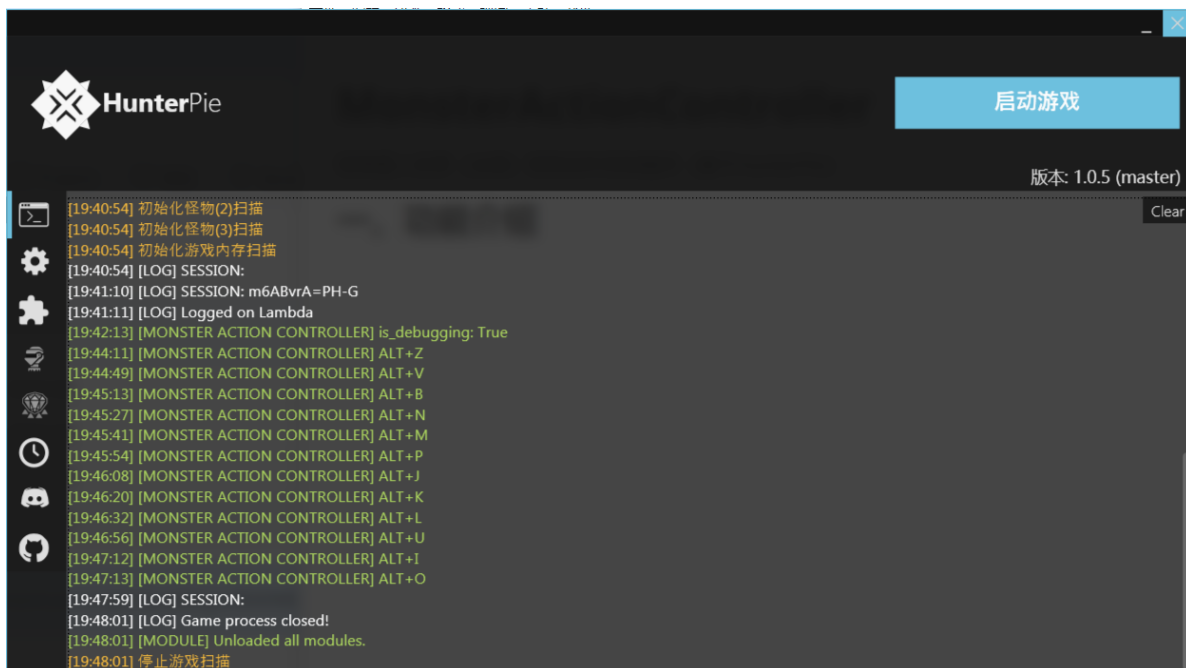 HunterPie
启动游戏
版本: 1.0.5 (master)
Clear
[19:40:54] 初始化怪物(2)扫描
[19:40:54] 初始化怪物(3)扫描
[19:40:54] 初始化游戏内存扫描
[19:40:54] [LOG] SESSION:
[19:41:10] [LOG] SESSION: m6ABvrA=PH-G
[19:41:11] [LOG] Logged on Lambda
[19:42:13] [MONSTER ACTION CONTROLLER] is_debugging: True
[19:44:11] [MONSTER ACTION CONTROLLER] ALT+Z
[19:44:49] [MONSTER ACTION CONTROLLER] ALT+V
[19:45:13] [MONSTER ACTION CONTROLLER] ALT+B
[19:45:27] [MONSTER ACTION CONTROLLER] ALT+N
[19:45:41] [MONSTER ACTION CONTROLLER] ALT+M
[19:45:54] [MONSTER ACTION CONTROLLER] ALT+P
[19:46:08] [MONSTER ACTION CONTROLLER] ALT+J
[19:46:20] [MONSTER ACTION CONTROLLER] ALT+K
[19:46:32] [MONSTER ACTION CONTROLLER] ALT+L
[19:46:56] [MONSTER ACTION CONTROLLER] ALT+U
[19:47:12] [MONSTER ACTION CONTROLLER] ALT+I
[19:47:13] [MONSTER ACTION CONTROLLER] ALT+O
[19:47:59] [LOG] SESSION:
[19:48:01] [LOG] Game process closed!
[19:48:01] [MODULE] Unloaded all modules.
[19:48:01] 停止游戏扫描